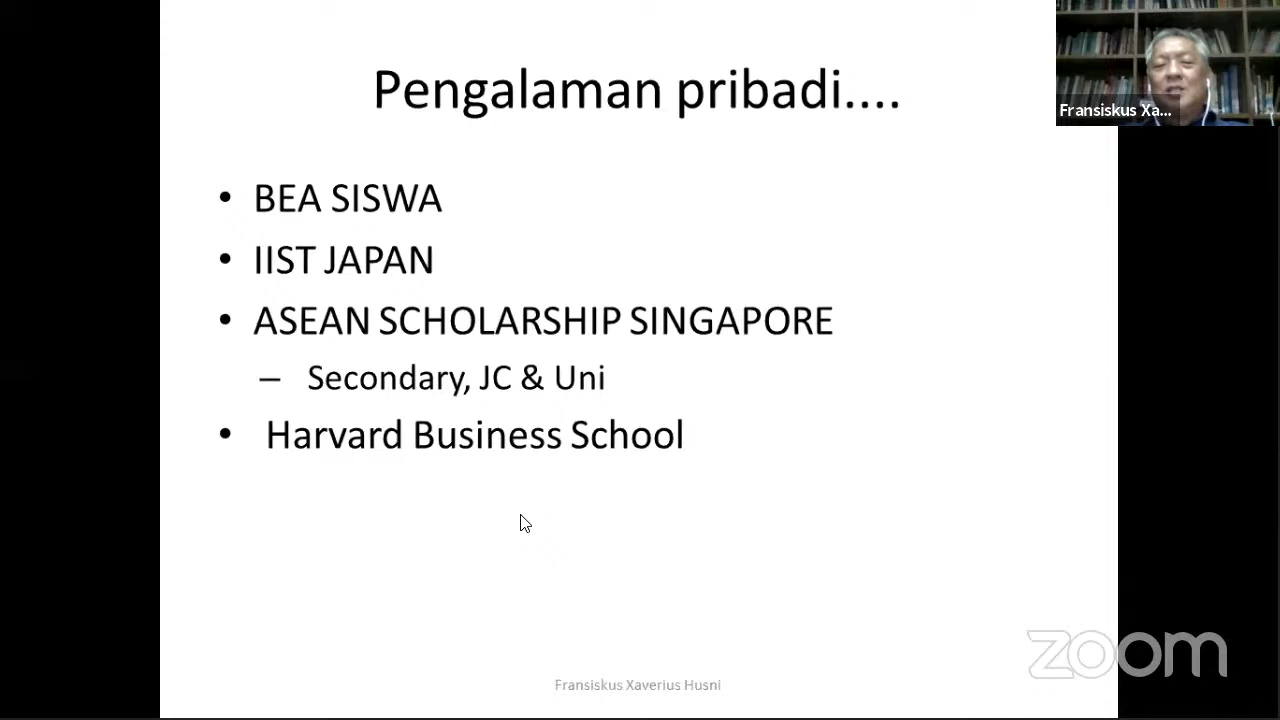 Pengalaman pribadi....
Fransiskus Xa...
• BEA SISWA
• IIST JAPAN
• ASEAN SCHOLARSHIP SINGAPORE
– Secondary, JC & Uni
• Harvard Business School
zoom
Fransiskus Xaverius Husni